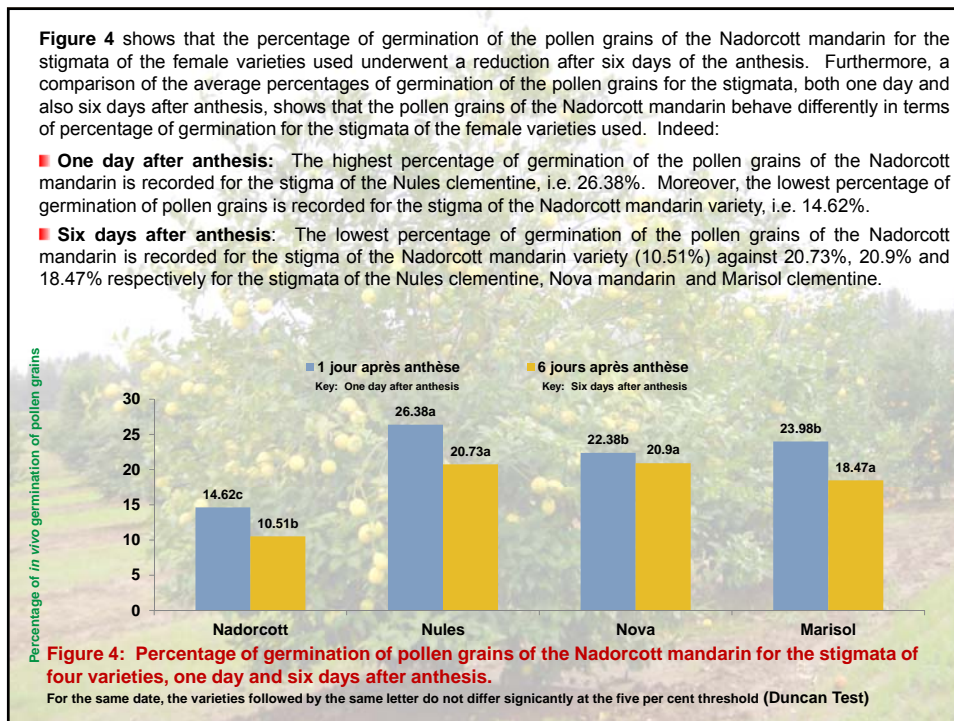 Figure 4 shows that the percentage of germination of the pollen grains of the Nadorcott mandarin for the
stigmata of the female varieties used underwent a reduction after six days of the anthesis. Furthermore, a
comparison of the average percentages of germination of the pollen grains for the stigmata, both one day and
also six days after anthesis, shows that the pollen grains of the Nadorcott mandarin behave differently in terms
of percentage of germination for the stigmata of the female varieties used. Indeed:
One day after anthesis: The highest percentage of germination of the pollen grains of the Nadorcott
mandarin is recorded for the stigma of the Nules clementine, i.e. 26.38%. Moreover, the lowest percentage of
germination of pollen grains is recorded for the stigma of the Nadorcott mandarin variety, i.e. 14.62%.
Six days after anthesis: The lowest percentage of germination of the pollen grains of the Nadorcott
mandarin is recorded for the stigma of the Nadorcott mandarin variety (10.51%) against 20.73%, 20.9% and
18.47% respectively for the stigmata of the Nules clementine, Nova mandarin and Marisol clementine.
Percentage of in vivo germination of pollen grains
1 jour après anthèse 6 jours après anthèse
Key: One day after anthesis Key: Six days after anthesis
30
25
20
15
10
5
0
14.62c
10.51b
26.38a
20.73a
22.38b
20.9a
23.98b
18.47a
Nadorcott Nules Nova Marisol
Figure 4: Percentage of germination of pollen grains of the Nadorcott mandarin for the stigmata of
four varieties, one day and six days after anthesis.
For the same date, the varieties followed by the same letter do not differ signicantly at the five per cent threshold (Duncan Test)